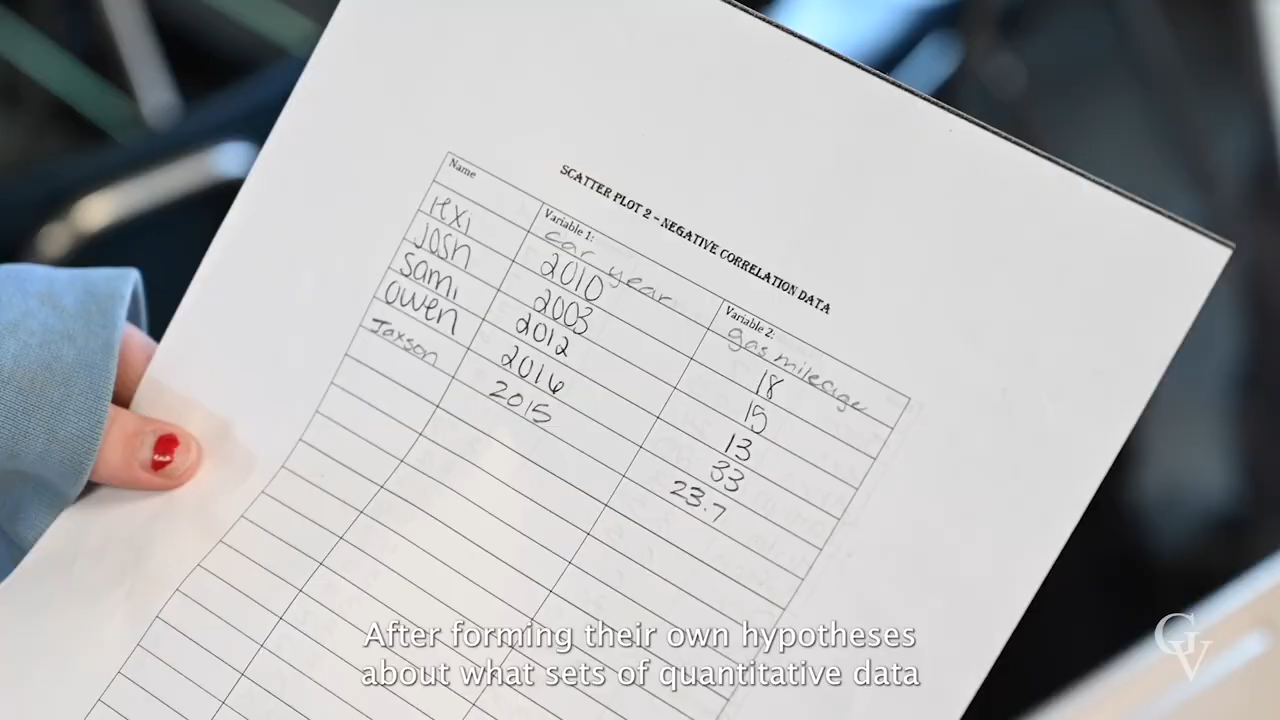 SCATTER PLOT 2 - NEGATIVE CORRELATION DATA
Name Variable 1: car year Variable 2: gas mileage
Lexi 2010 18
Josh 2003 15
Sami 2012 13
Owen 2016 33
Jaxson 2015 23.7
After forming their own hypotheses
about what sets of quantitative data
GV